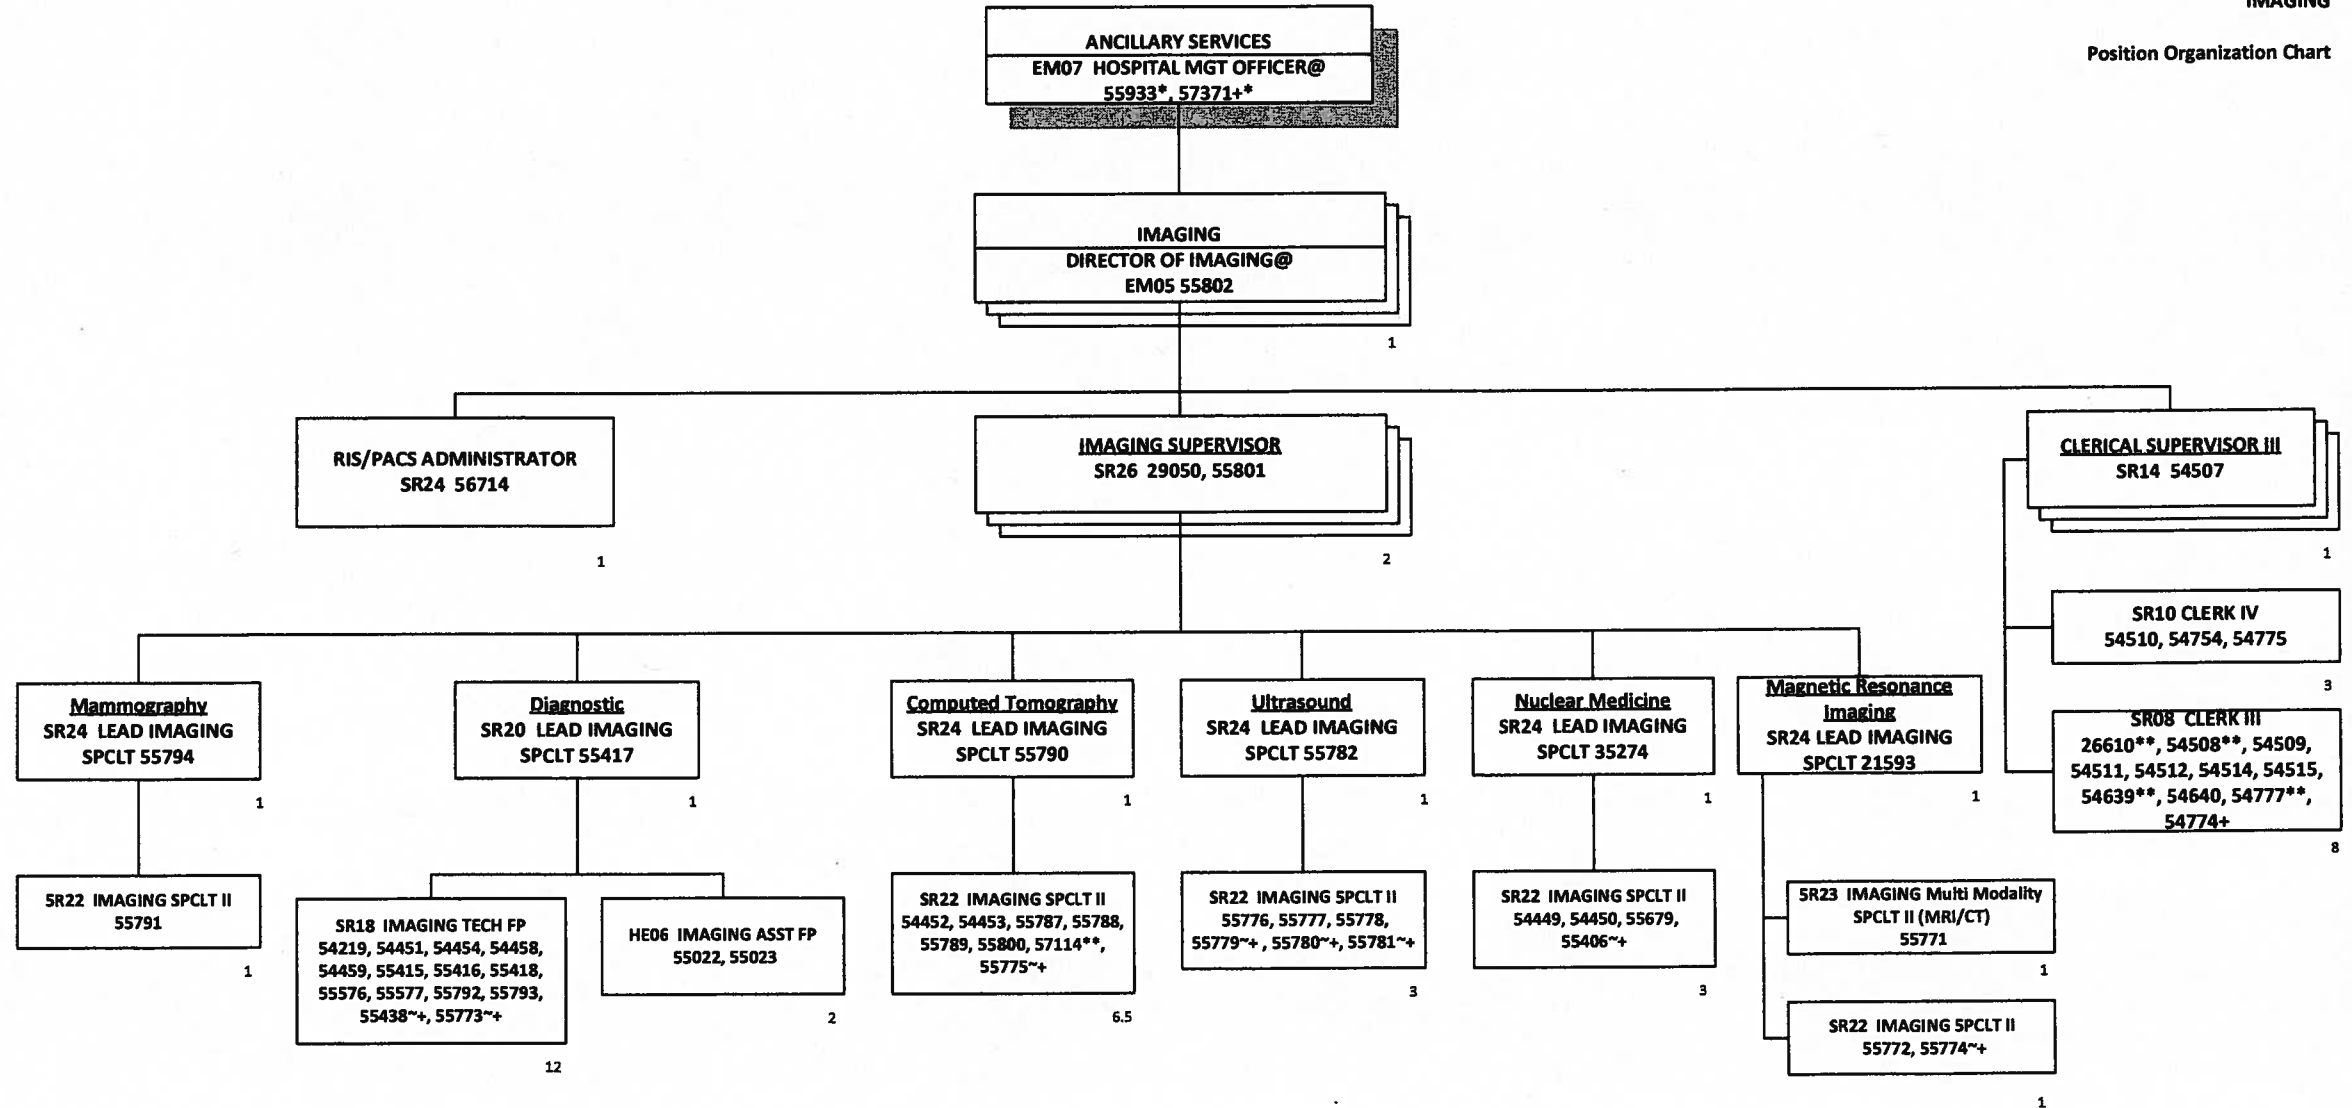 IMAGING
Position Organization Chart
ANCILLARY SERVICES
EM07 HOSPITAL MGT OFFICER@
55933*, 57371+*
IMAGING
DIRECTOR OF IMAGING@
EM05 55802
1
RIS/PACS ADMINISTRATOR
SR24 56714
1
IMAGING SUPERVISOR
SR26 29050, 55801
2
CLERICAL SUPERVISOR III
SR14 54507
1
SR10 CLERK IV
54510, 54754, 54775
3
SR08 CLERK III
26610**, 54508**, 54509,
54511, 54512, 54514, 54515,
54639**, 54640, 54777**,
54774+
8
Mammography
SR24 LEAD IMAGING
SPCLT 55794
1
SR22 IMAGING SPCLT II
55791
1
Diagnostic
SR20 LEAD IMAGING
SPCLT 55417
1
SR18 IMAGING TECH FP
54219, 54451, 54454, 54458,
54459, 55415, 55416, 55418,
55576, 55577, 55792, 55793,
55438~+, 55773~+
12
HE06 IMAGING ASST FP
55022, 55023
2
Computed Tomography
SR24 LEAD IMAGING
SPCLT 55790
1
SR22 IMAGING SPCLT II
54452, 54453, 55787, 55788,
55789, 55800, 57114**,
55775~+
6.5
Ultrasound
SR24 LEAD IMAGING
SPCLT 55782
1
SR22 IMAGING SPCLT II
55776, 55777, 55778,
55779~+ , 55780~+, 55781~+
3
Nuclear Medicine
SR24 LEAD IMAGING
SPCLT 35274
1
SR22 IMAGING SPCLT II
54449, 54450, 55679,
55406~+
3
Magnetic Resonance
Imaging
SR24 LEAD IMAGING
SPCLT 21593
1
SR23 IMAGING Multi Modality
SPCLT II (MRI/CT)
55771
1
SR22 IMAGING SPCLT II
55772, 55774~+
1